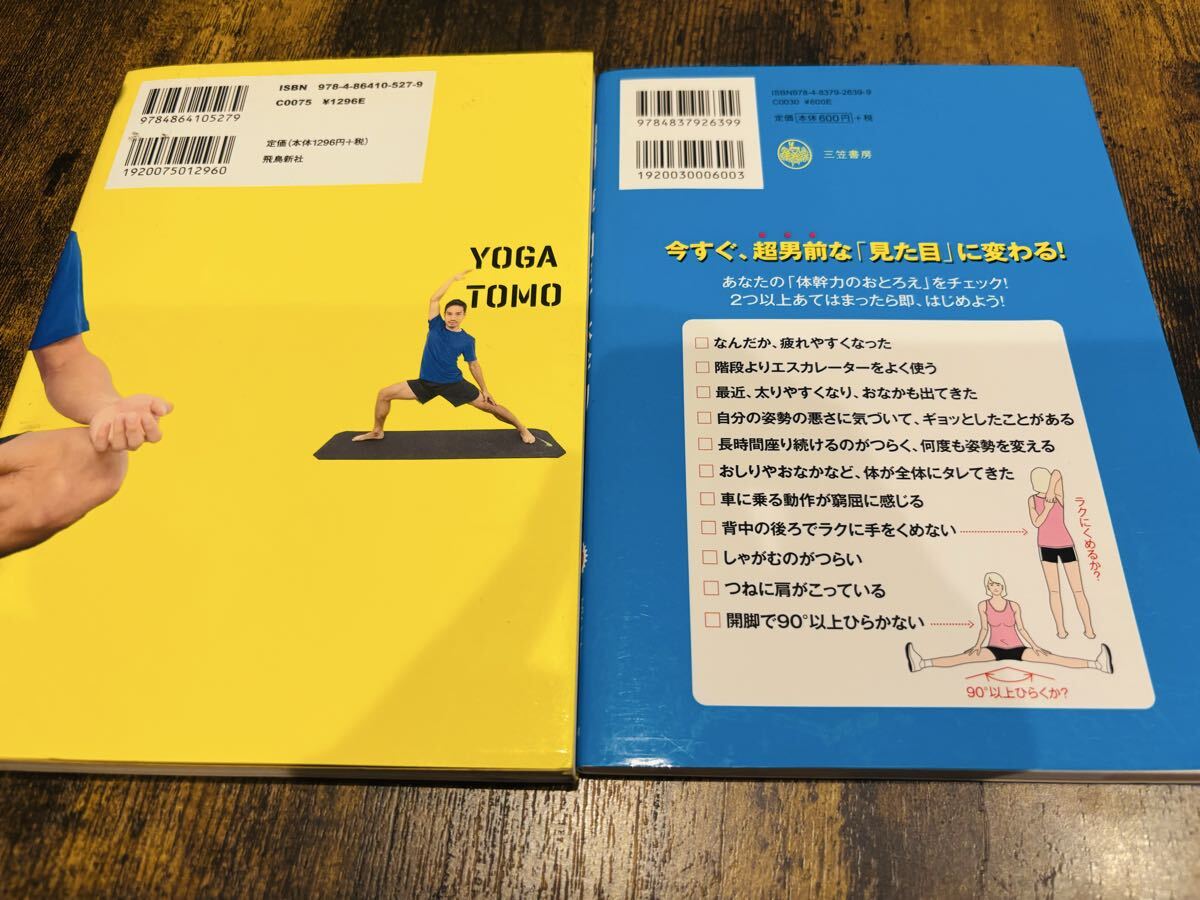 ISBN 978-4-86410-527-9
C0075 ¥1296E
9784864105279
定価(本体1296円+税)
飛鳥新社
1920075012960
YOGA
TOMO
ISBN978-4-8379-2639-9
C0030 ¥600E
9784837926399
定価 本体600円+税
三笠書房
1920030006003
今すぐ、超男前な「見た目」に変わる!
あなたの「体幹力のおとろえ」をチェック!
2つ以上あてはまったら即、はじめよう!
□ なんだか、疲れやすくなった
□ 階段よりエスカレーターをよく使う
□ 最近、太りやすくなり、おなかも出てきた
□ 自分の姿勢の悪さに気づいて、ギョッとしたことがある
□ 長時間座り続けるのがつらく、何度も姿勢を変える
□ おしりやおなかなど、体が全体にタレてきた
□ 車に乗る動作が窮屈に感じる
□ 背中の後ろでラクに手をくめない
ラクにくめるか?
□ しゃがむのがつらい
□ つねに肩がこっている
□ 開脚で90°以上ひらかない
90°以上ひらくか?